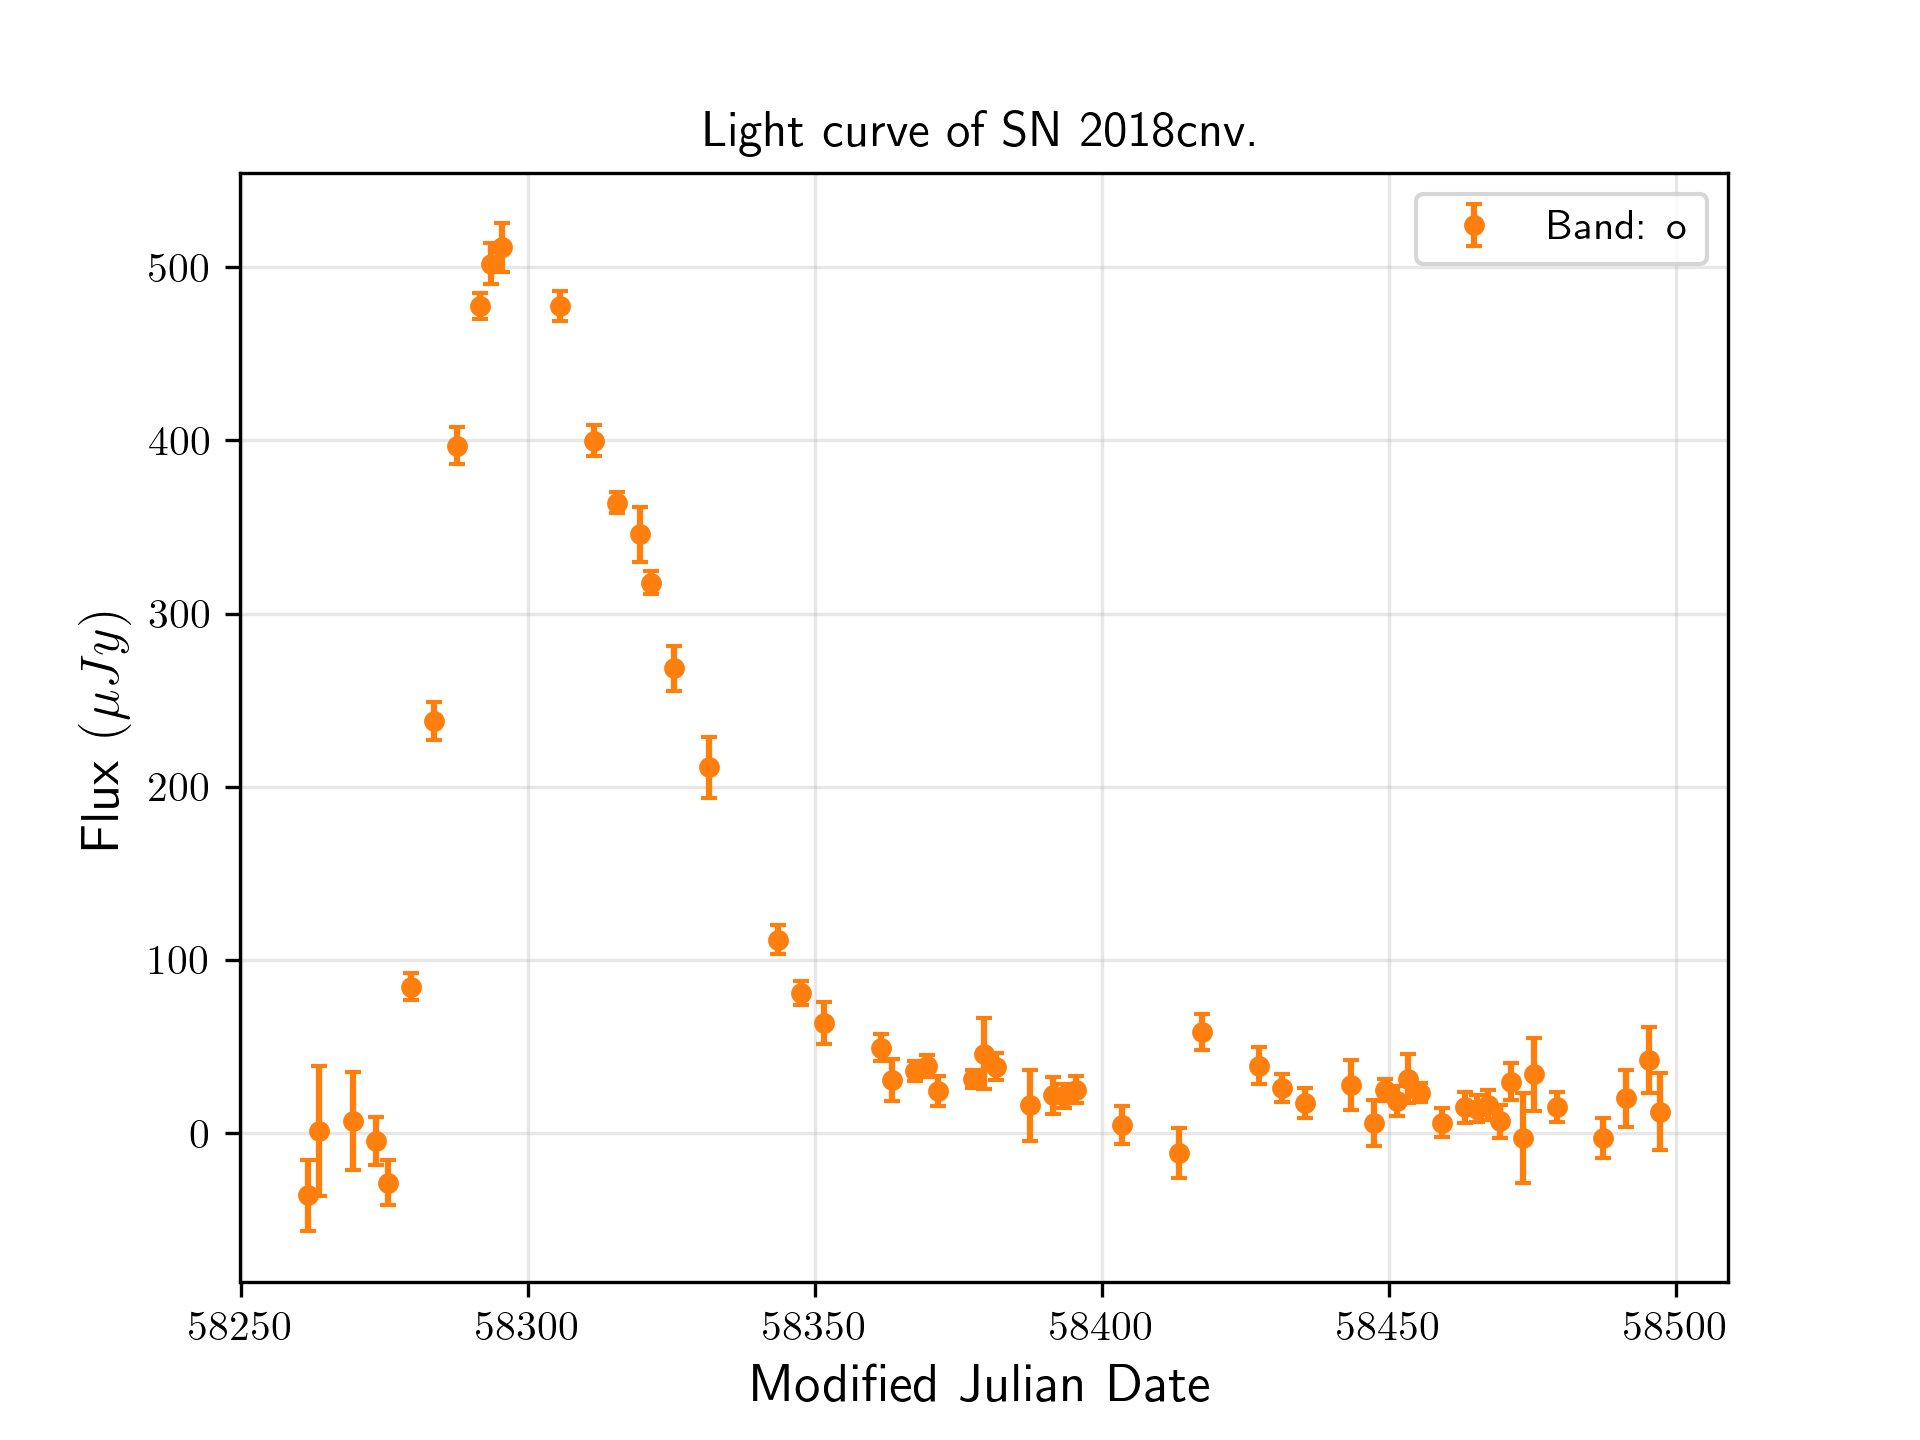 Light curve of SN 2018cnv.
Band: o
500
400
300
200
100
0
Flux (μJy)
58250 58300 58350 58400 58450 58500
Modified Julian Date